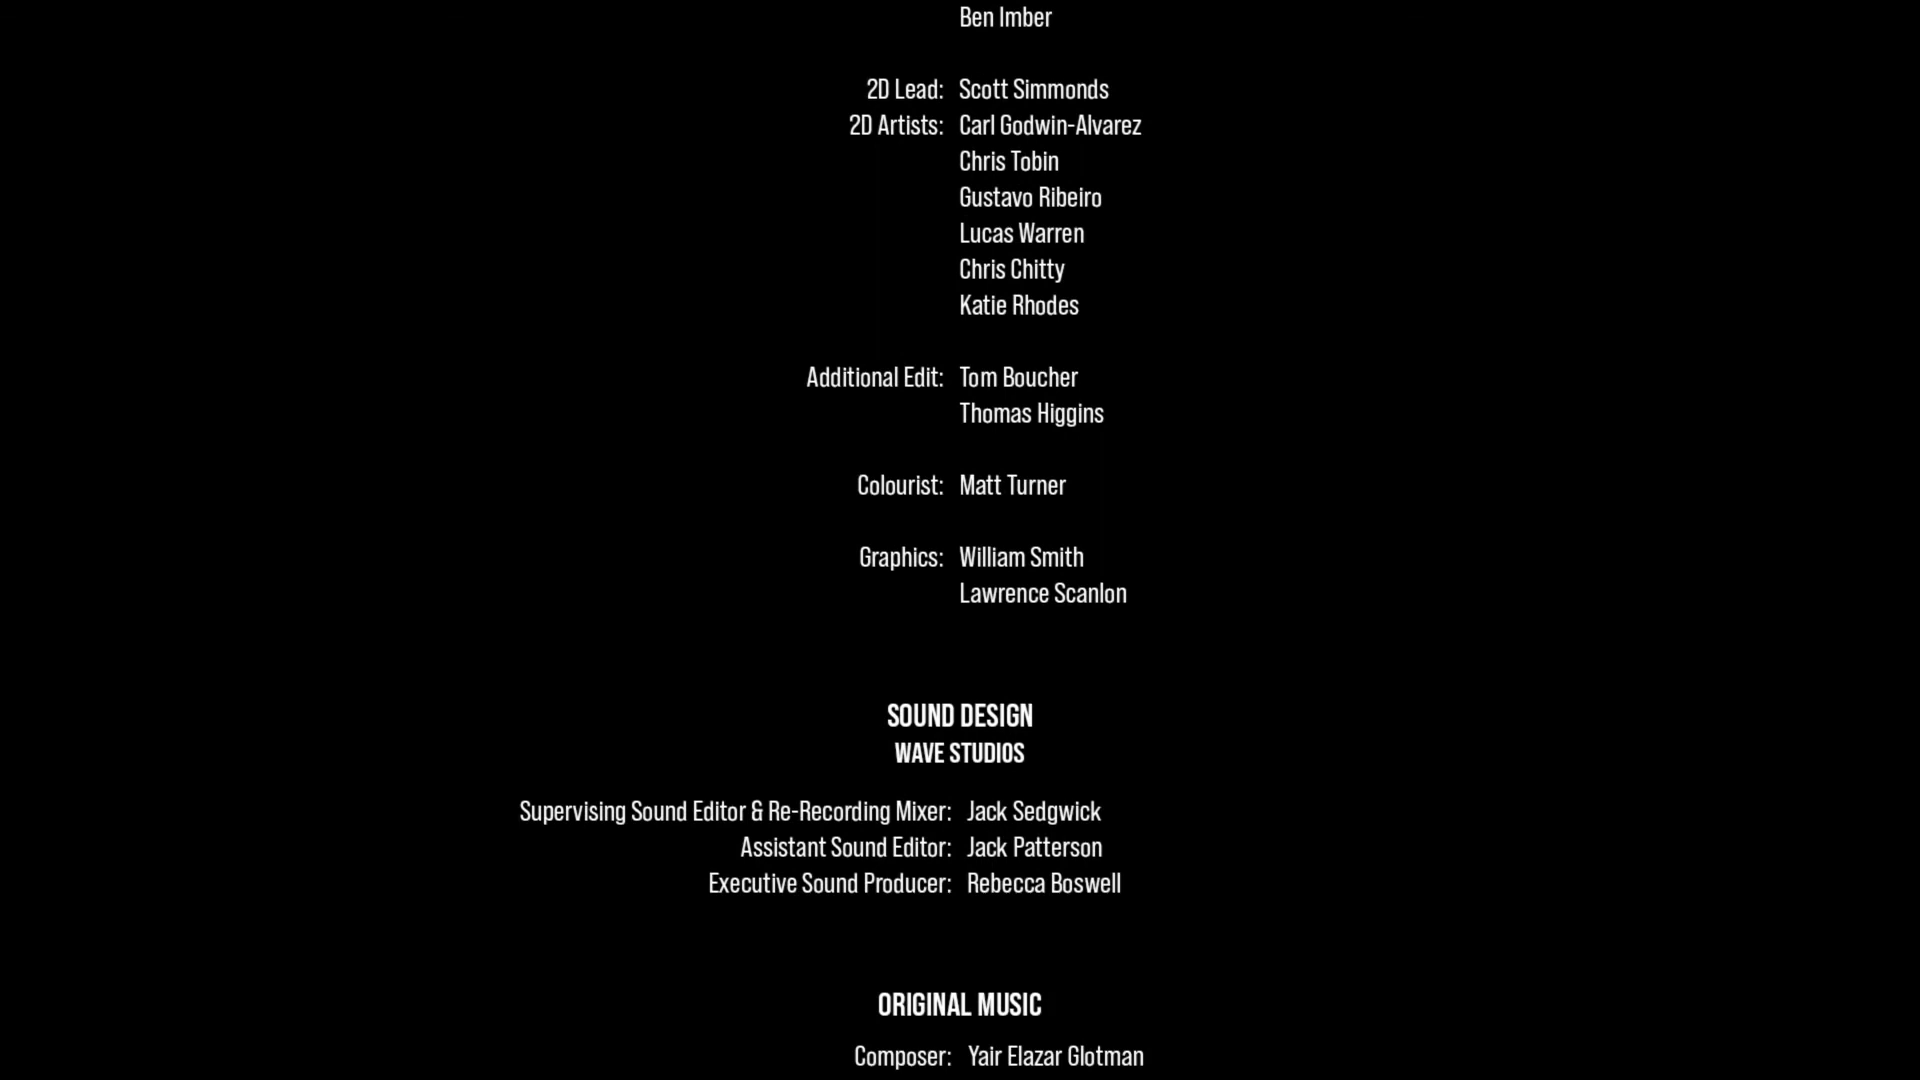 Ben Imber
2D Lead: Scott Simmonds
2D Artists: Carl Godwin-Alvarez
Chris Tobin
Gustavo Ribeiro
Lucas Warren
Chris Chitty
Katie Rhodes
Additional Edit: Tom Boucher
Thomas Higgins
Colourist: Matt Turner
Graphics: William Smith
Lawrence Scanlon
SOUND DESIGN
WAVE STUDIOS
Supervising Sound Editor & Re-Recording Mixer: Jack Sedgwick
Assistant Sound Editor: Jack Patterson
Executive Sound Producer: Rebecca Boswell
ORIGINAL MUSIC
Composer: Yair Elazar Glotman